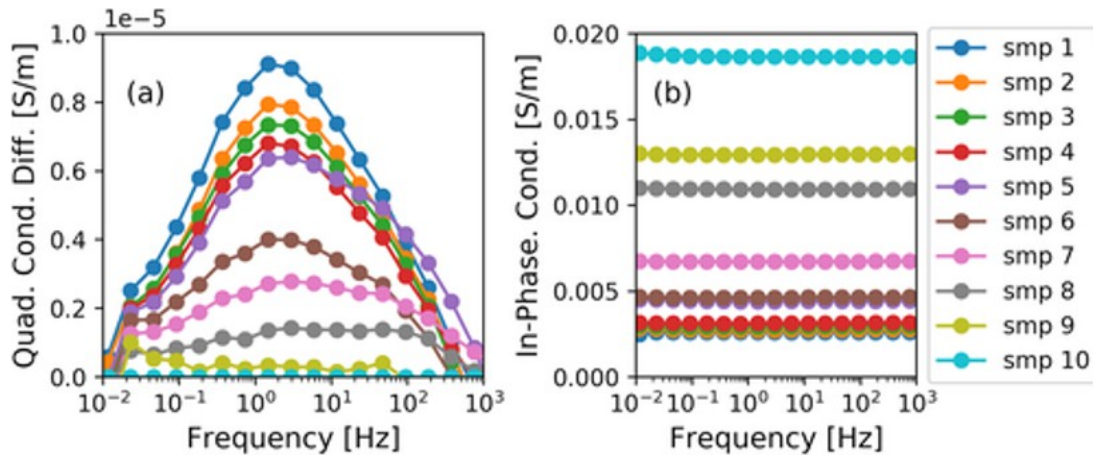 1e−5
Quad. Cond. Diff. [S/m]
1.0
0.8
0.6
0.4
0.2
0.0
(a)
10⁻² 10⁻¹ 10⁰ 10¹ 10² 10³
Frequency [Hz]
In-Phase. Cond. [S/m]
0.020
0.015
0.010
0.005
0.000
(b)
10⁻² 10⁻¹ 10⁰ 10¹ 10² 10³
Frequency [Hz]
smp 1
smp 2
smp 3
smp 4
smp 5
smp 6
smp 7
smp 8
smp 9
smp 10